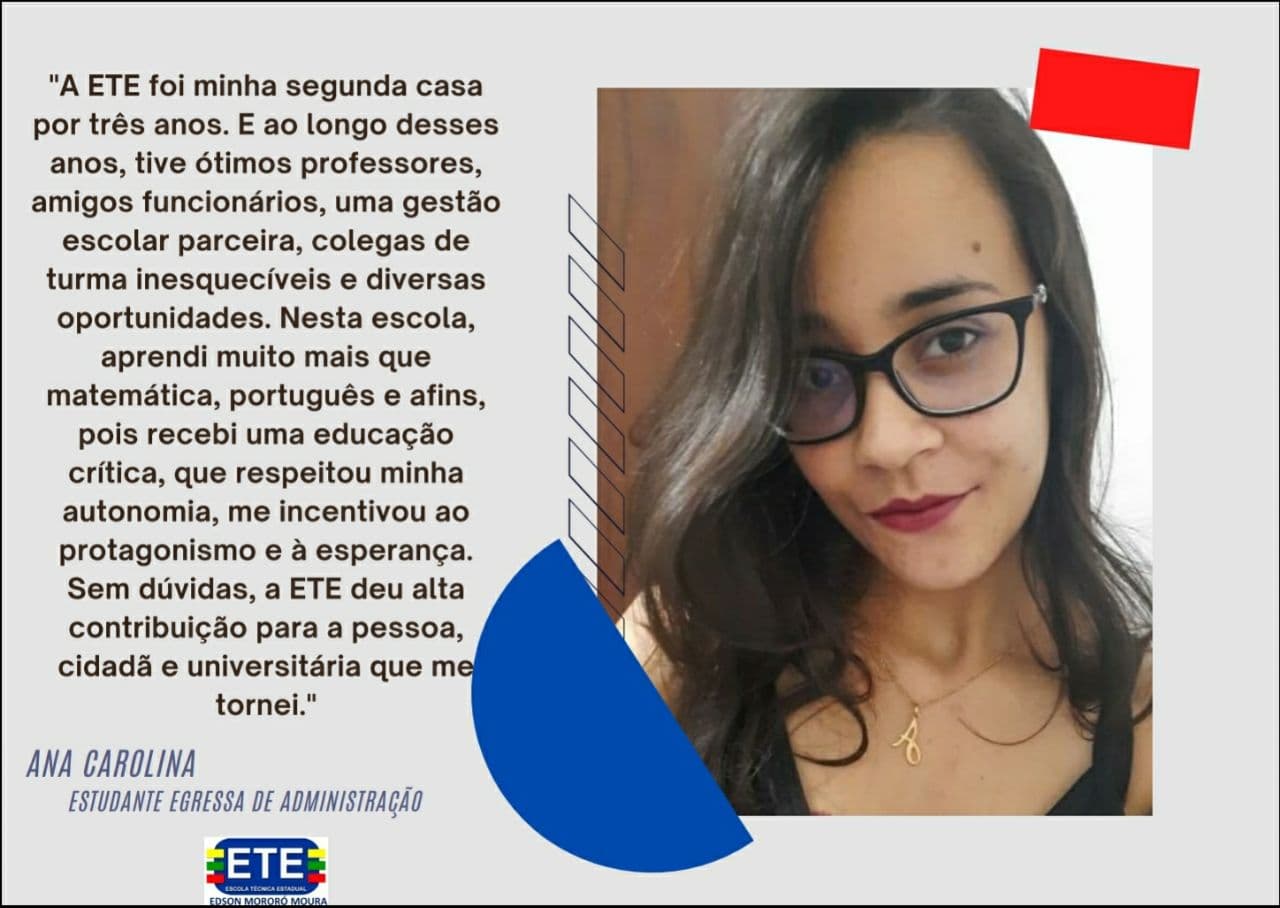 "A ETE foi minha segunda casa
por três anos. E ao longo desses
anos, tive ótimos professores,
amigos funcionários, uma gestão
escolar parceira, colegas de
turma inesquecíveis e diversas
oportunidades. Nesta escola,
aprendi muito mais que
matemática, português e afins,
pois recebi uma educação
crítica, que respeitou minha
autonomia, me incentivou ao
protagonismo e à esperança.
Sem dúvidas, a ETE deu alta
contribuição para a pessoa,
cidadã e universitária que me
tornei."
ANA CAROLINA
ESTUDANTE EGRESSA DE ADMINISTRAÇÃO
ETE
ESCOLA TÉCNICA ESTADUAL
EDSON MORORÓ MOURA